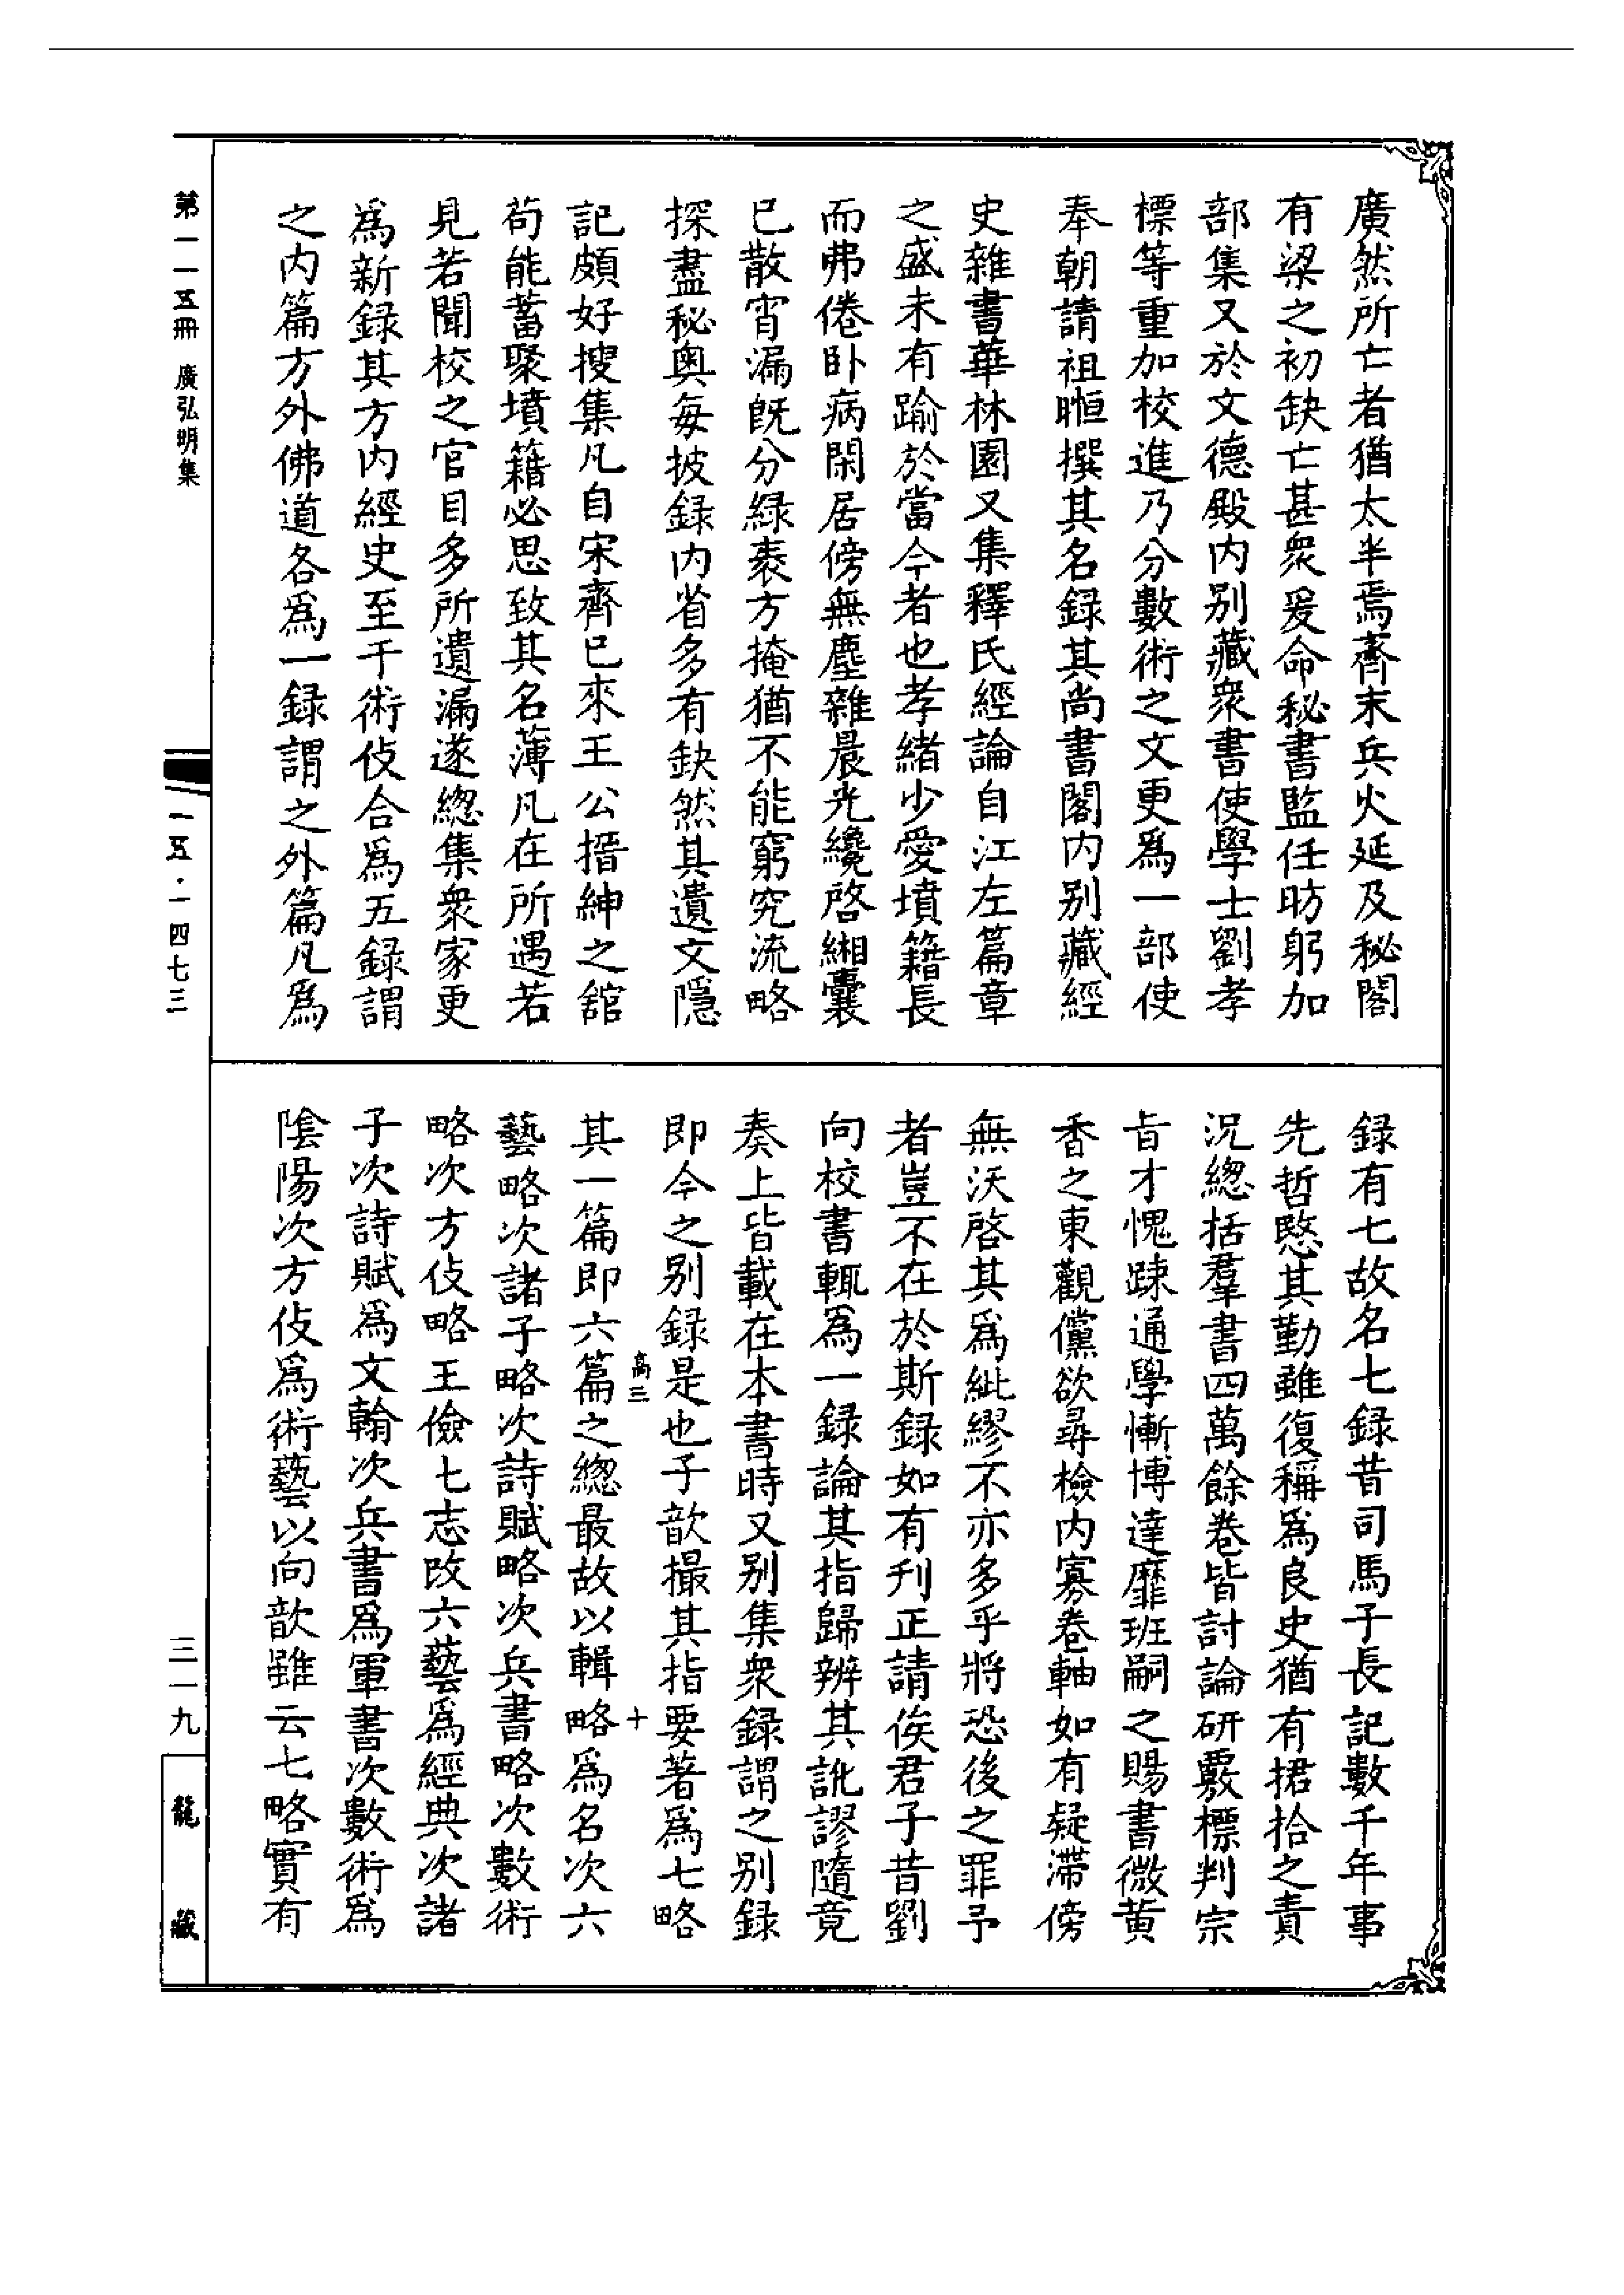 廣然所亡者猶太半焉齊末兵火延及秘閣
有梁之初缺亡甚衆爰命秘書監任昉躬加
部集又於文德殿内别藏衆書使學士劉孝
標等重加校進乃分數術之文更爲一部使
奉朝請祖暅撰其名録其尚書閣内别藏經
史雜書華林園又集釋氏經論自江左篇章
之盛未有踰於當今者也孝緒少愛墳籍長
而弗倦卧病閑居傍無塵雜晨光纔啓緗囊
已散宵漏既分緑袠方掩猶不能窮究流略
探盡秘奥每披録内省多有缺然其遺文隱
記頗好搜集凡自宋齊已來王公搢紳之舘
苟能蓄聚墳籍必思致其名薄凡在所遇若
見若聞校之官目多所遺漏遂緫集衆家更
爲新録其方内經史至于術伎合爲五録謂
之内篇方外佛道各爲一録謂之外篇凡爲
録有七故名七録昔司馬子長記數千年事
先哲愍其勤雖復稱爲良史猶有捃拾之責
况緫括羣書四萬餘卷皆討論研覈標判宗
旨才愧疎通學慚博達靡班嗣之賜書微黄
香之東觀儻欲尋檢内寡卷軸如有疑滯傍
無沃啓其爲紕繆不亦多乎將恐後之罪予
者豈不在於斯録如有刋正請俟君子昔劉
向校書輒爲一録論其指歸辨其訛謬隨竟
奏上皆載在本書時又别集衆録謂之别録
即今之别録是也子歆撮其指要著爲七略
高三
十
其一篇即六篇之緫最故以輯略爲名次六
藝略次諸子略次詩賦略次兵書略次數術
略次方伎略王儉七志改六藝爲經典次諸
子次詩賦爲文翰次兵書爲軍書次數術爲
陰陽次方伎爲術藝以向歆雖云七略實有
第一一五冊
廣弘明集
一五·一四七三
三一九
龍藏